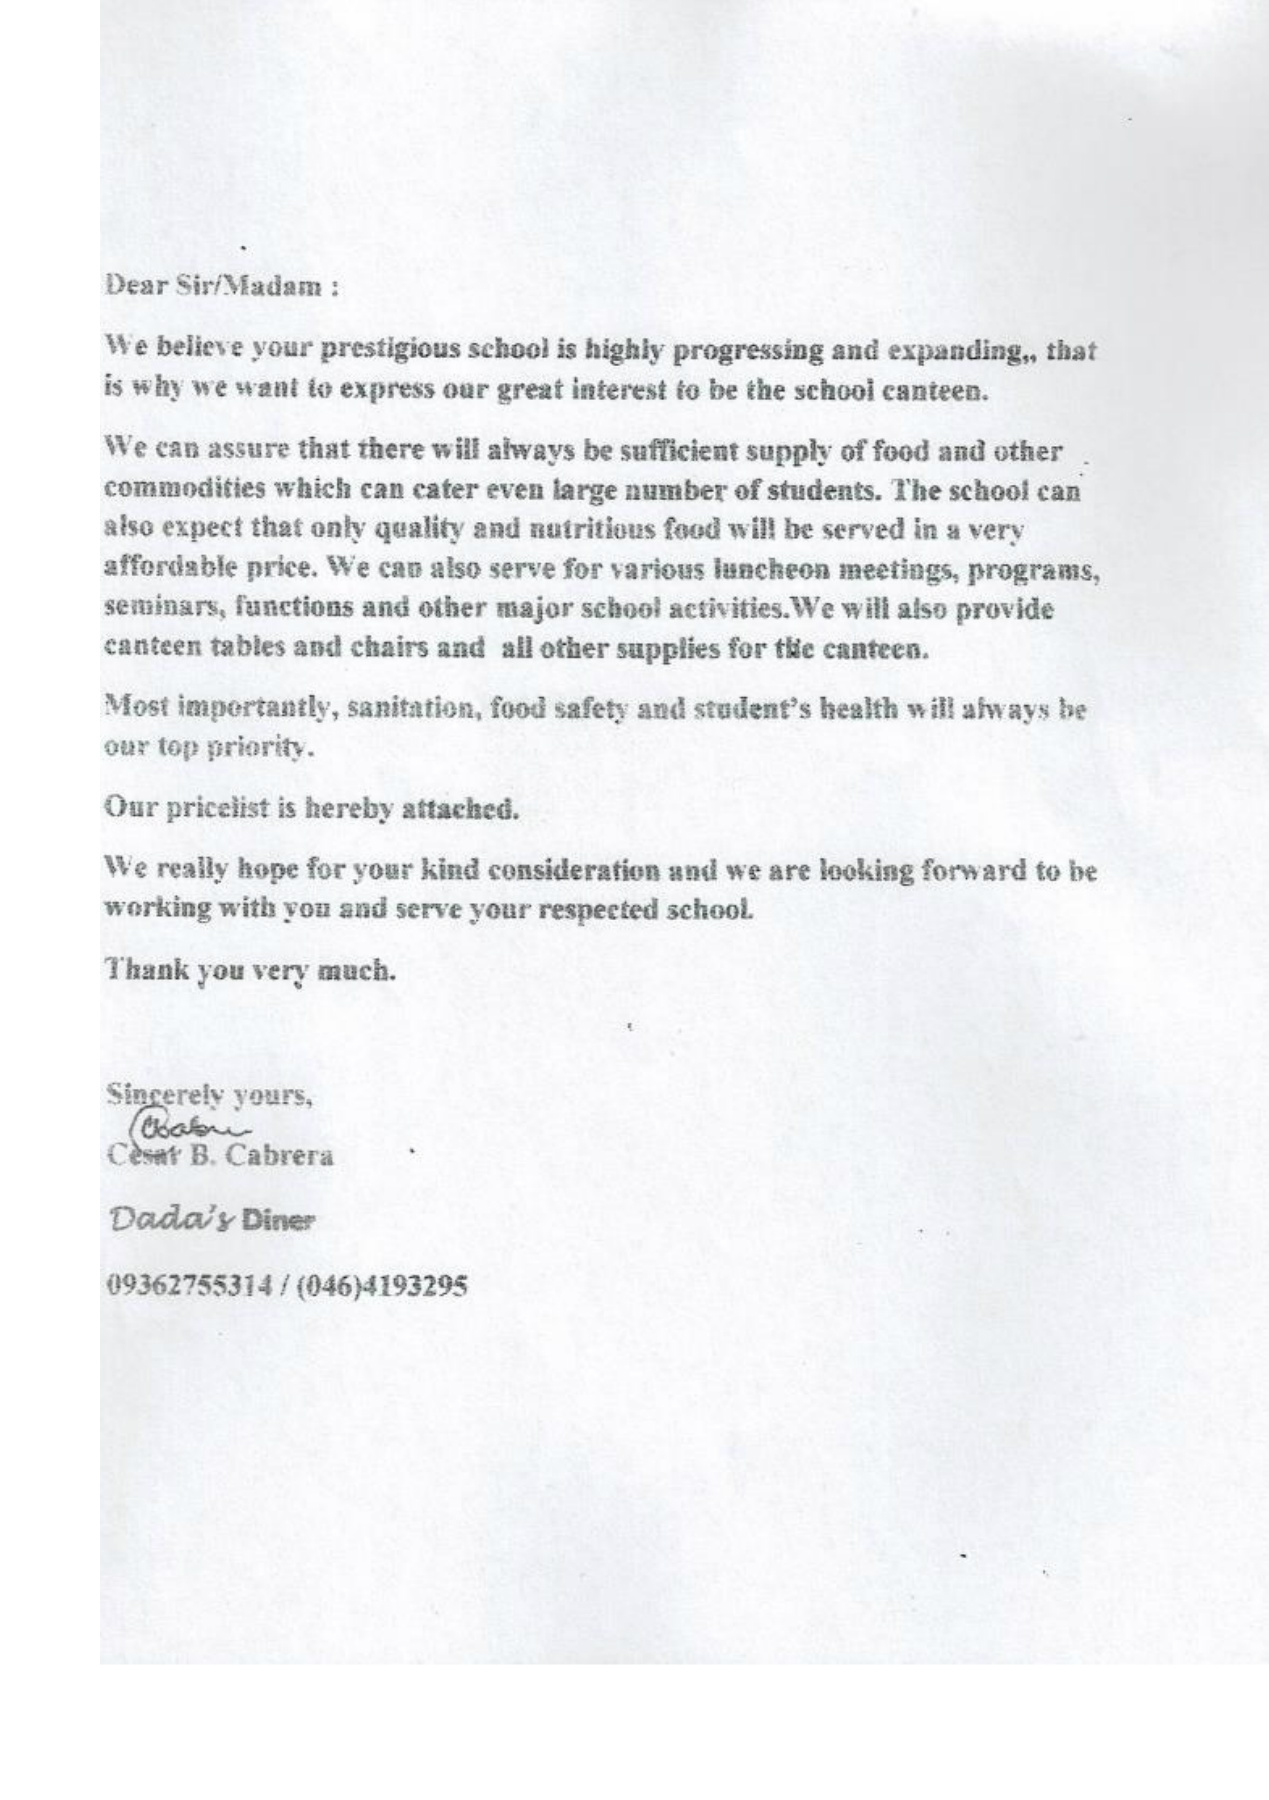 Dear Sir/Madam :
We believe your prestigious school is highly progressing and expanding,, that
is why we want to express our great interest to be the school canteen.
We can assure that there will always be sufficient supply of food and other
commodities which can cater even large number of students. The school can
also expect that only quality and nutritious food will be served in a very
affordable price. We can also serve for various luncheon meetings, programs,
seminars, functions and other major school activities.We will also provide
canteen tables and chairs and all other supplies for the canteen.
Most importantly, sanitation, food safety and student's health will always be
our top priority.
Our pricelist is hereby attached.
We really hope for your kind consideration and we are looking forward to be
working with you and serve your respected school.
Thank you very much.
Sincerely yours,
Cesar B. Cabrera
Dada's Diner
09362755314 / (046)4193295